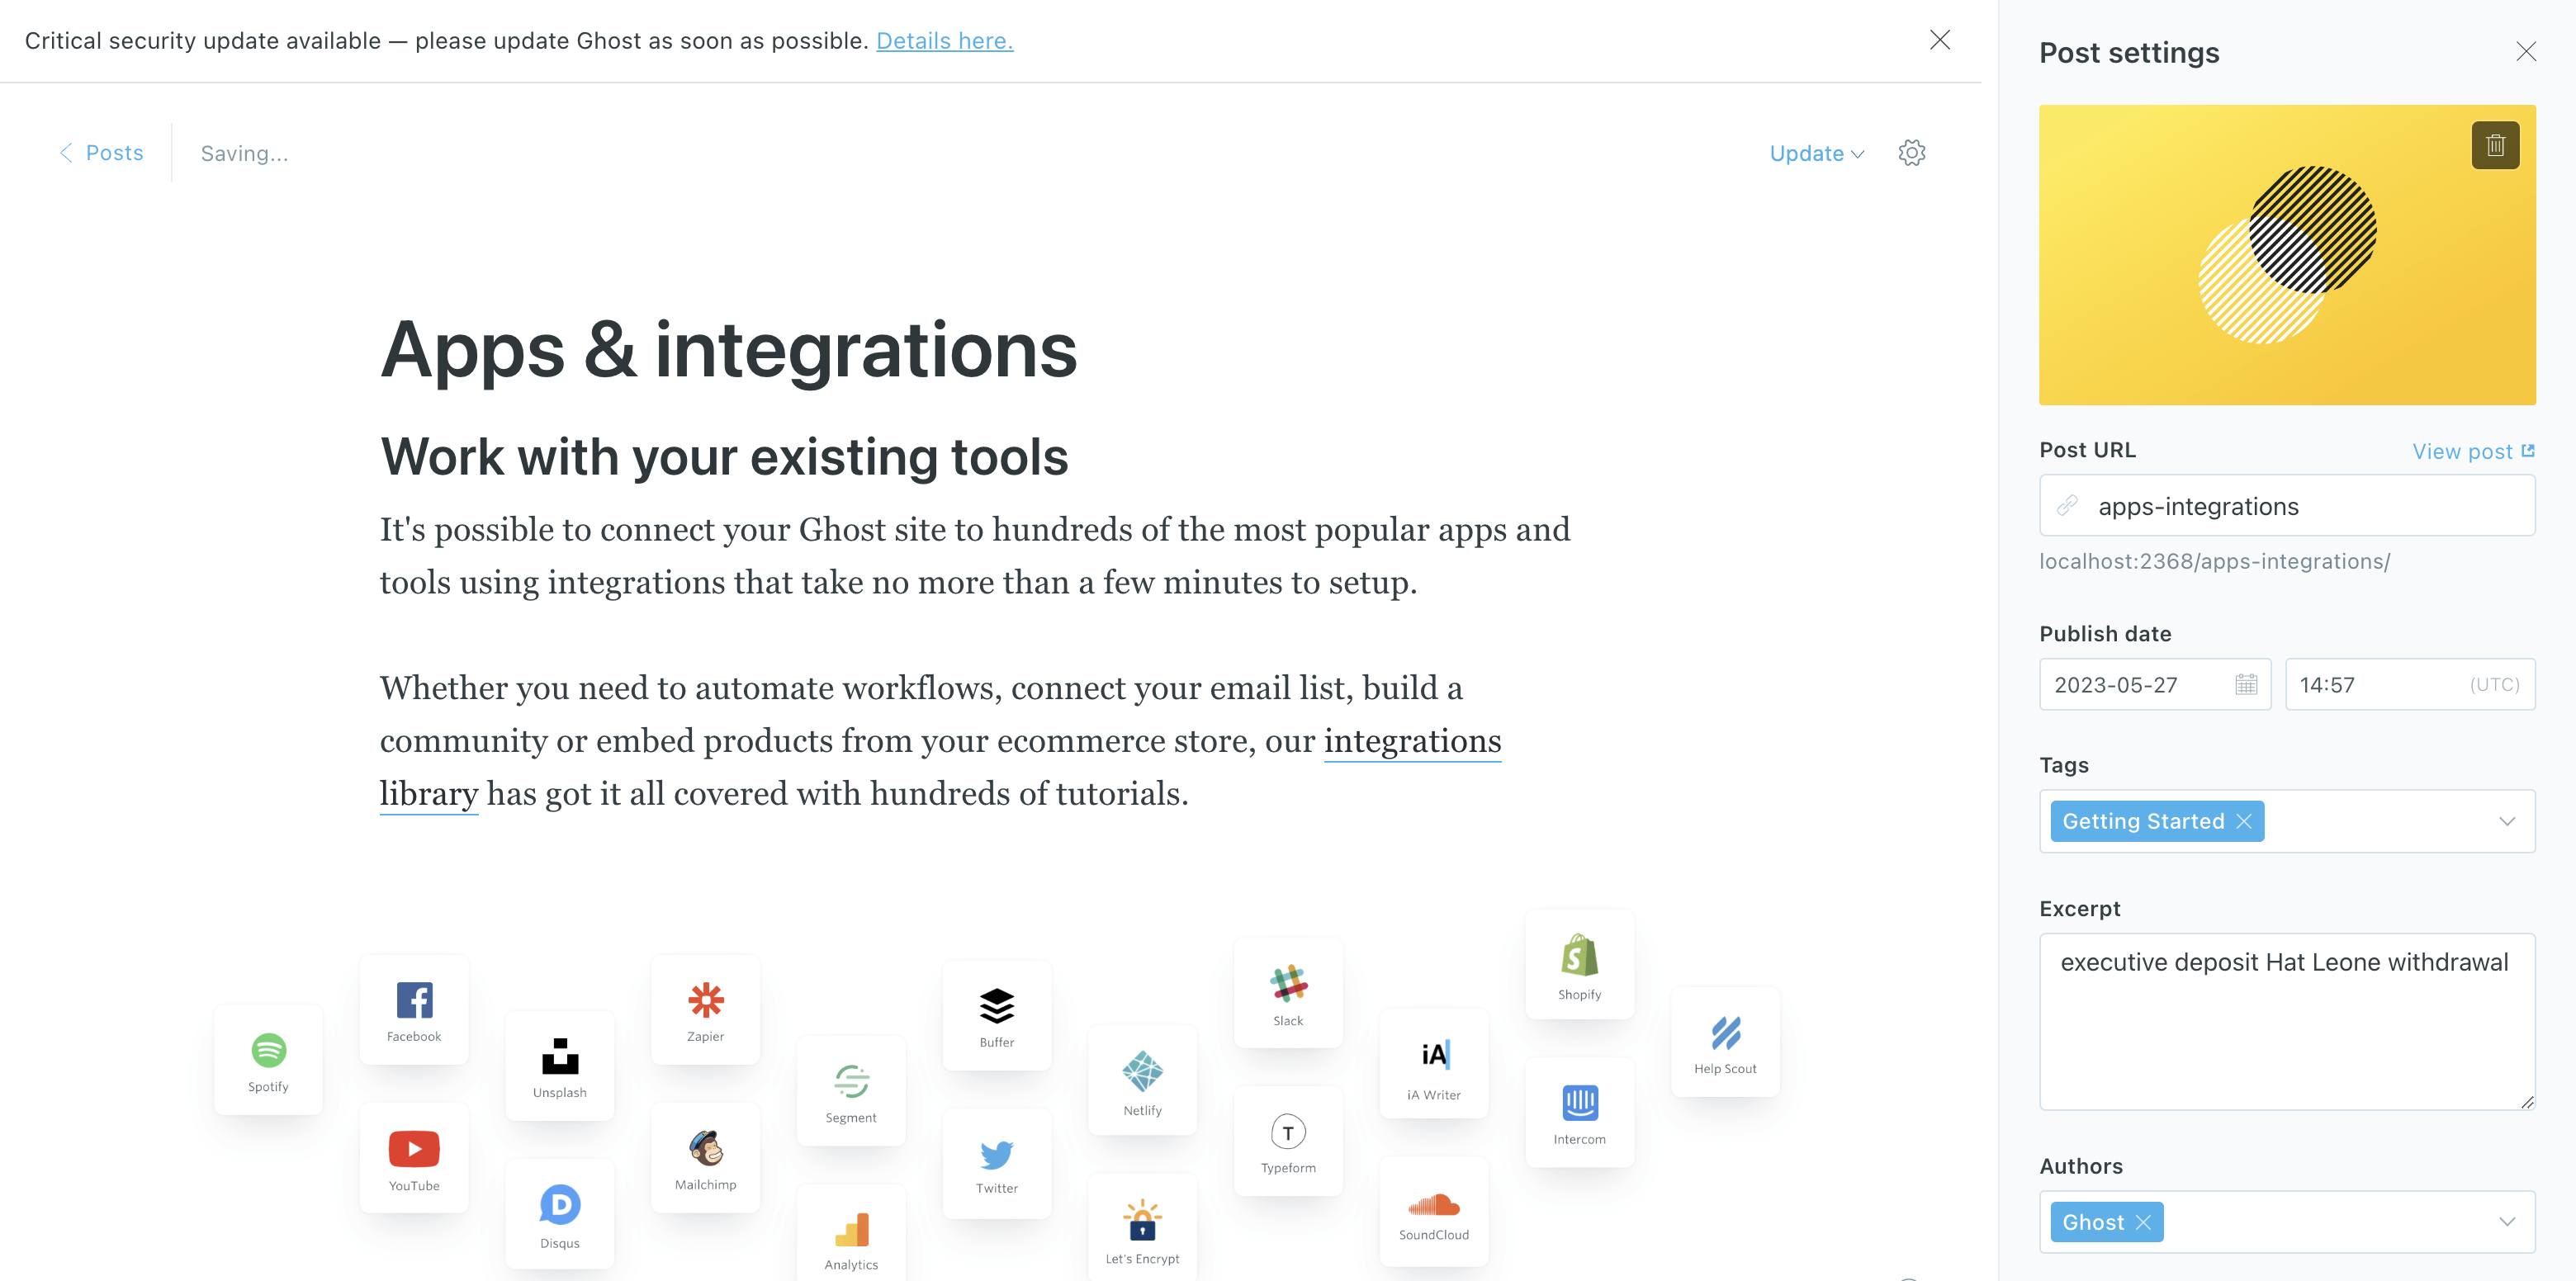 Critical security update available — please update Ghost as soon as possible. Details here.
Posts
Saving...
Update
Apps & integrations
Work with your existing tools
It's possible to connect your Ghost site to hundreds of the most popular apps and
tools using integrations that take no more than a few minutes to setup.
Whether you need to automate workflows, connect your email list, build a
community or embed products from your ecommerce store, our integrations
library has got it all covered with hundreds of tutorials.
Spotify
Facebook
YouTube
Unsplash
D
Disqus
Zapier
Mailchimp
Segment
Analytics
Buffer
Twitter
Netlify
Let's Encrypt
Slack
T
Typeform
iA
iA Writer
SoundCloud
S
Shopify
Intercom
Help Scout
Post settings
Post URL
View post
apps-integrations
localhost:2368/apps-integrations/
Publish date
2023-05-27
14:57 (UTC)
Tags
Getting Started
Excerpt
executive deposit Hat Leone withdrawal
Authors
Ghost